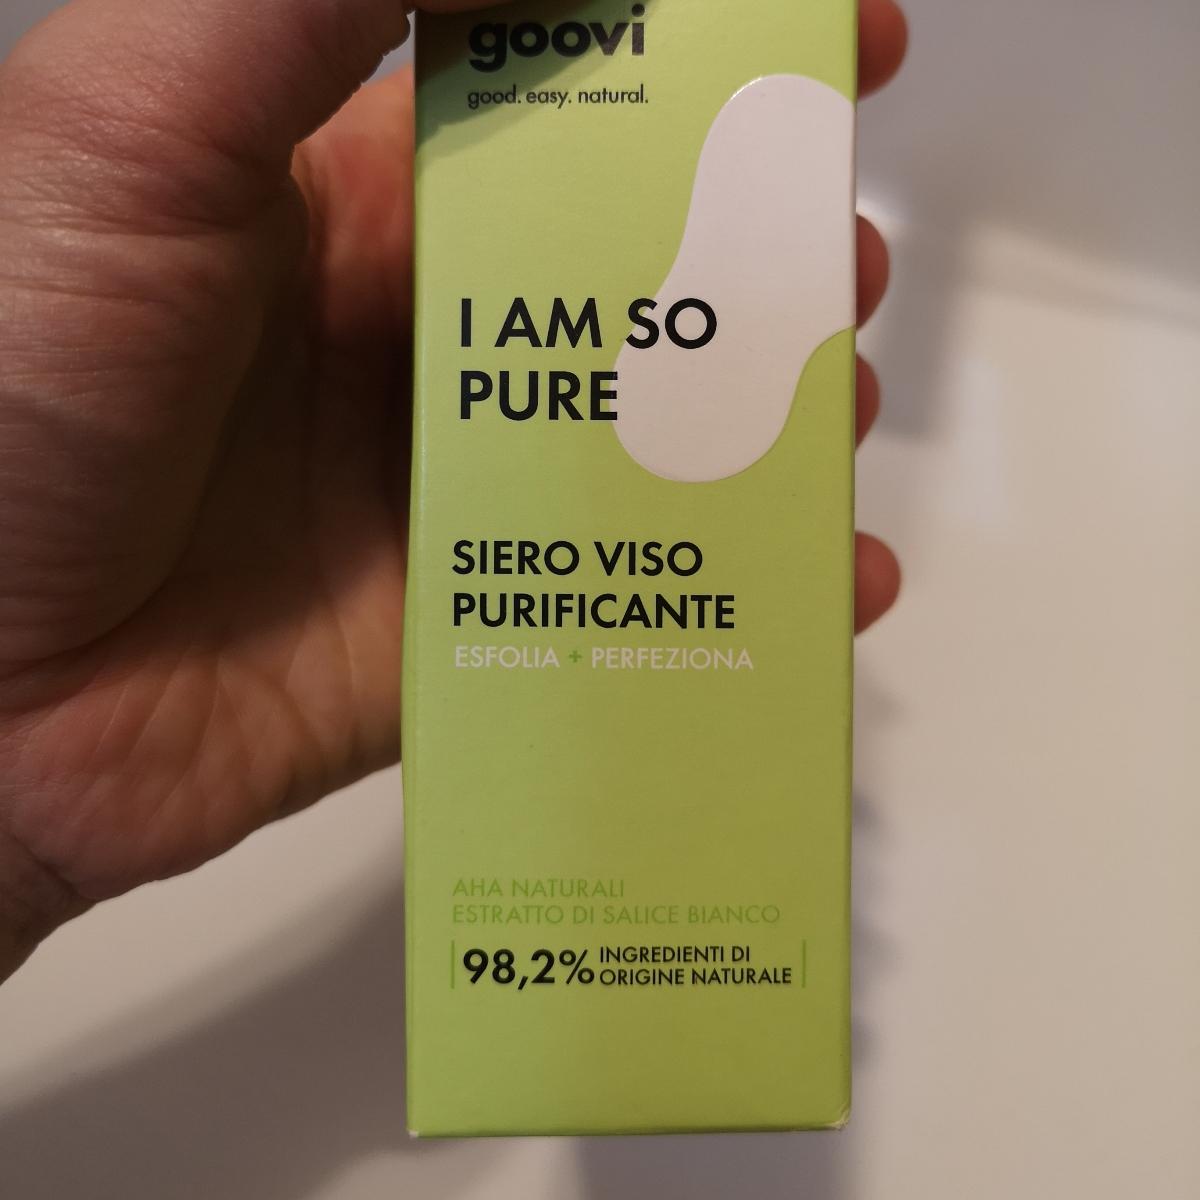 goovi
good. easy. natural.
I AM SO
PURE
SIERO VISO
PURIFICANTE
ESFOLIA + PERFEZIONA
AHA NATURALI
ESTRATTO DI SALICE BIANCO
98,2% INGREDIENTI DI
ORIGINE NATURALE